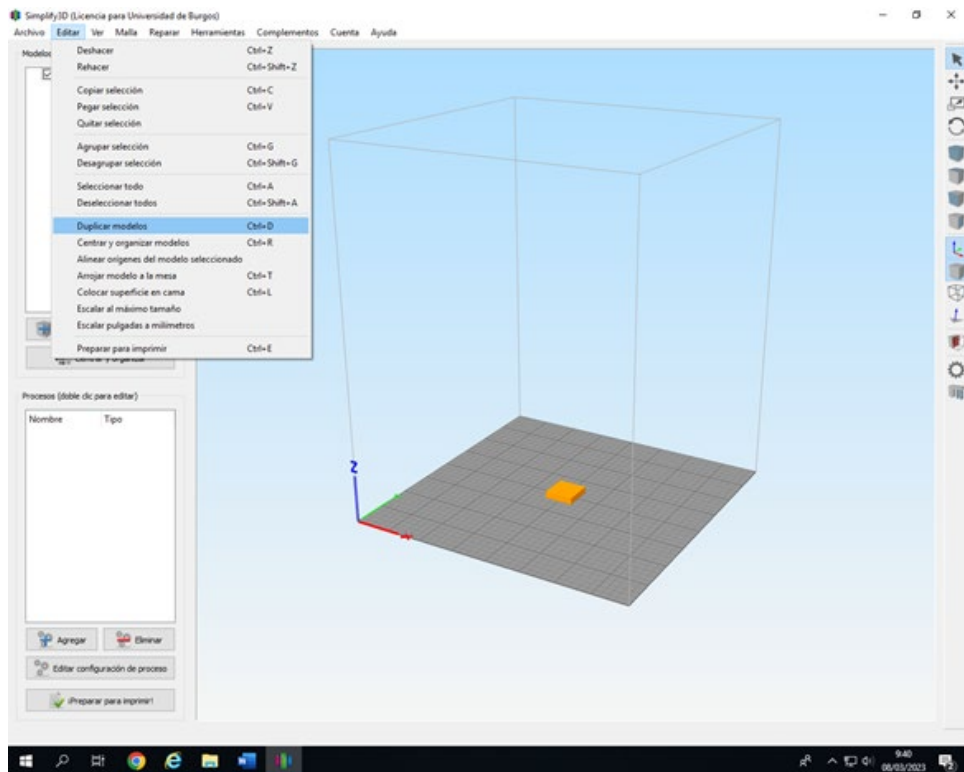 Simplify3D (Licencia para Universidad de Burgos)
Archivo Editar Ver Malla Reparar Herramientas Complementos Cuenta Ayuda
Deshacer Ctrl+Z
Rehacer Ctrl+Shift+Z
Copiar selección Ctrl+C
Pegar selección Ctrl+V
Quitar selección
Agrupar selección Ctrl+G
Desagrupar selección Ctrl+Shift+G
Seleccionar todo Ctrl+A
Deseleccionar todos Ctrl+Shift+A
Duplicar modelos Ctrl+D
Centrar y organizar modelos Ctrl+R
Alinear orígenes del modelo seleccionado
Arrojar modelo a la mesa Ctrl+T
Colocar superficie en cama Ctrl+L
Escalar al máximo tamaño
Escalar pulgadas a milímetros
Preparar para imprimir Ctrl+E
Procesos (doble clic para editar)
Nombre Tipo
Agregar Eliminar
Editar configuración de proceso
¡Preparar para imprimir!
Z
9:40
08/03/2023